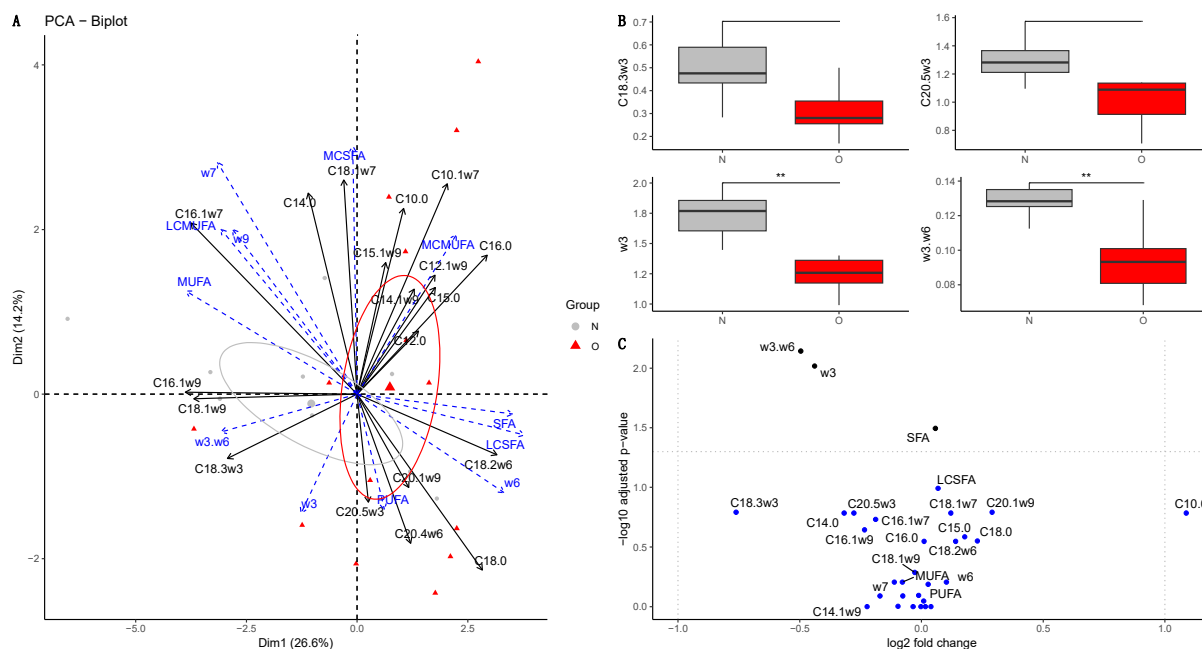 A
PCA − Biplot
Dim2 (14.2%)
4
2
0
−2
−5.0
−2.5
0.0
2.5
Dim1 (26.6%)
MCSFA
C18.1w7
w7
C14.0
C10.1w7
C10.0
C16.1w7
LCMUFA
w9
MCMUFA
C16.0
C15.1w9
C12.1w9
MUFA
C14.1w9
C15.0
C12.0
C16.1w9
C18.1w9
SFA
w3.w6
LCSFA
C18.3w3
C18.2w6
C20.1w9
w6
w3
PUFA
C20.5w3
C20.4w6
C18.0
Group
N
O
B
C18.3w3
0.7
0.6
0.5
0.4
0.3
0.2
N
O
C20.5w3
1.6
1.4
1.2
1.0
0.8
N
O
w3
2.0
1.8
1.5
1.2
1.0
**
N
O
w3.w6
0.14
0.12
0.10
0.08
**
N
O
C
−log10 adjusted p−value
2.0
1.5
1.0
0.5
0.0
w3.w6
w3
SFA
LCSFA
C18.3w3
C20.5w3
C18.1w7
C20.1w9
C10.0
C14.0
C16.1w7
C16.1w9
C16.0
C15.0
C18.0
C18.2w6
C18.1w9
MUFA
w6
w7
PUFA
C14.1w9
−1.0
−0.5
0.0
0.5
1.0
log2 fold change